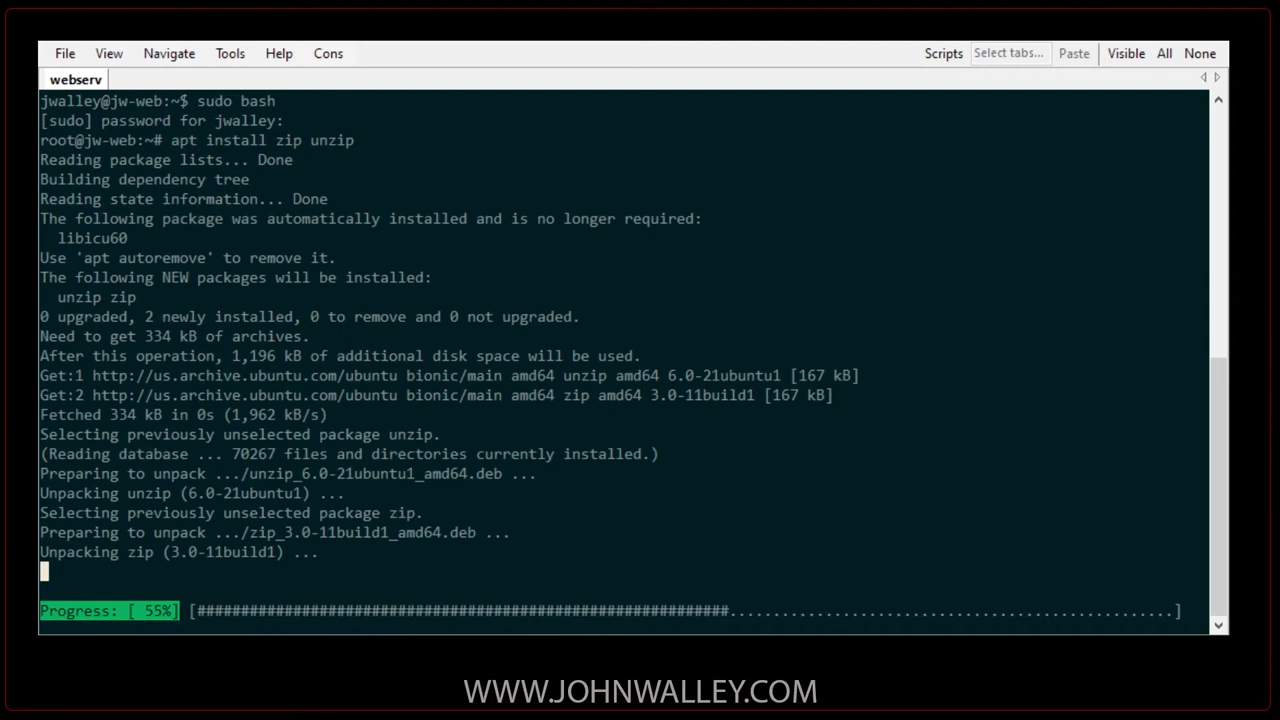 File View Navigate Tools Help Cons Scripts Select tabs... Paste Visible All None
webserv
jwalley@jw-web:~$ sudo bash
[sudo] password for jwalley:
root@jw-web:~# apt install zip unzip
Reading package lists... Done
Building dependency tree
Reading state information... Done
The following package was automatically installed and is no longer required:
  libicu60
Use 'apt autoremove' to remove it.
The following NEW packages will be installed:
  unzip zip
0 upgraded, 2 newly installed, 0 to remove and 0 not upgraded.
Need to get 334 kB of archives.
After this operation, 1,196 kB of additional disk space will be used.
Get:1 http://us.archive.ubuntu.com/ubuntu bionic/main amd64 unzip amd64 6.0-21ubuntu1 [167 kB]
Get:2 http://us.archive.ubuntu.com/ubuntu bionic/main amd64 zip amd64 3.0-11build1 [167 kB]
Fetched 334 kB in 0s (1,962 kB/s)
Selecting previously unselected package unzip.
(Reading database ... 70267 files and directories currently installed.)
Preparing to unpack .../unzip_6.0-21ubuntu1_amd64.deb ...
Unpacking unzip (6.0-21ubuntu1) ...
Selecting previously unselected package zip.
Preparing to unpack .../zip_3.0-11build1_amd64.deb ...
Unpacking zip (3.0-11build1) ...
Progress: [ 55%] [#############################################################...................................................]
WWW.JOHNWALLEY.COM